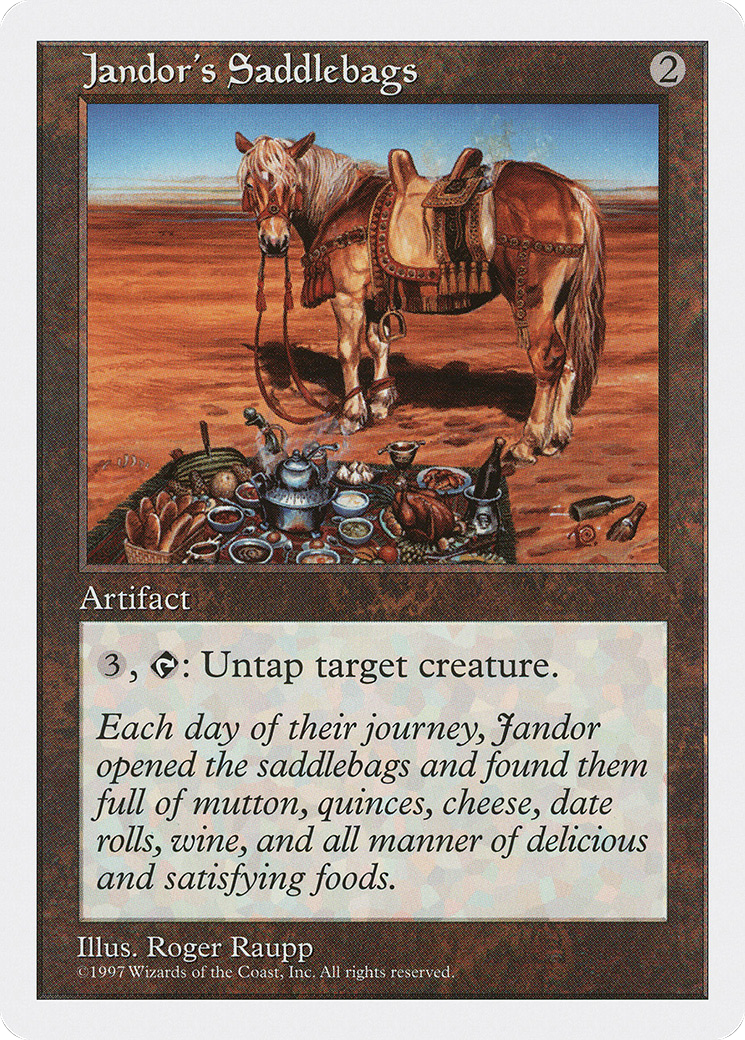 Jandor's Saddlebags 2
Artifact
3, : Untap target creature.
Each day of their journey, Jandor
opened the saddlebags and found them
full of mutton, quinces, cheese, date
rolls, wine, and all manner of delicious
and satisfying foods.
Illus. Roger Raupp
©1997 Wizards of the Coast, Inc. All rights reserved.